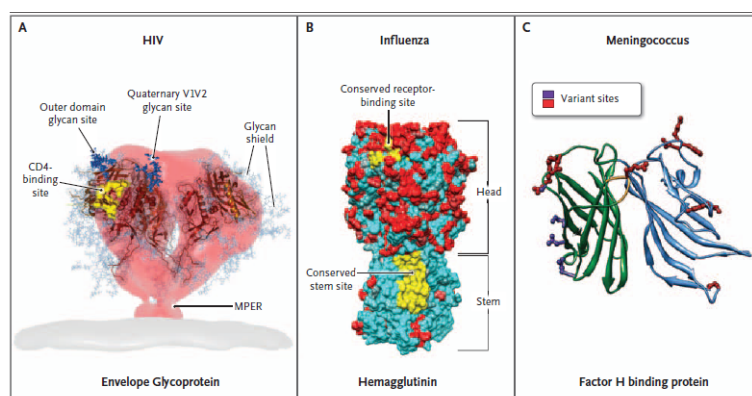 A
HIV
Outer domain
glycan site
Quaternary V1V2
glycan site
Glycan
shield
CD4-
binding
site
MPER
Envelope Glycoprotein
B
Influenza
Conserved receptor-
binding site
Head
Conserved
stem site
Stem
Hemagglutinin
C
Meningococcus
Variant sites
Factor H binding protein